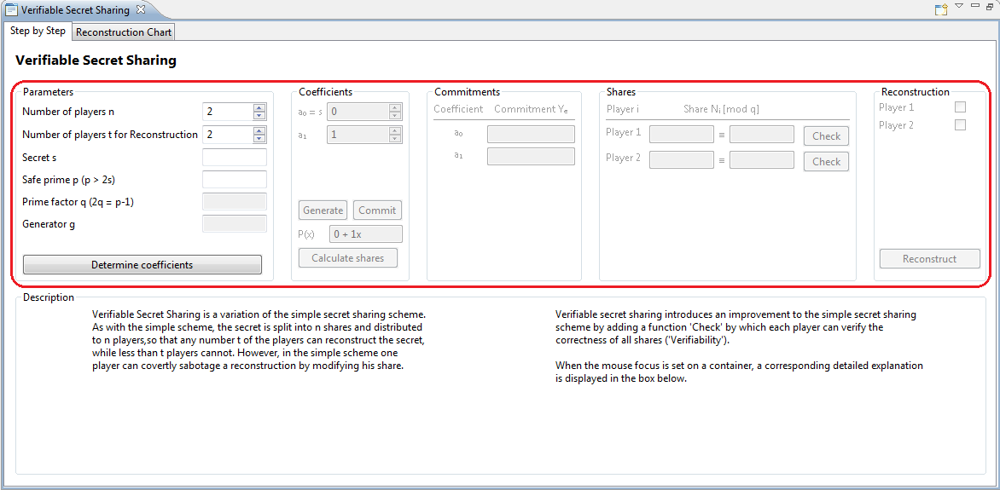 Verifiable Secret Sharing
Step by Step
Reconstruction Chart
Verifiable Secret Sharing
Parameters
Number of players n
2
Number of players t for Reconstruction
2
Secret s
Safe prime p (p > 2s)
Prime factor q (2q = p-1)
Generator g
Determine coefficients
Coefficients
a₀ = s
0
a₁
1
Generate
Commit
P(x)
0 + 1x
Calculate shares
Commitments
Coefficient Commitment Yₑ
a₀
a₁
Shares
Player i Share Nᵢ [mod q]
Player 1 ≡ Check
Player 2 ≡ Check
Reconstruction
Player 1
Player 2
Reconstruct
Description
Verifiable Secret Sharing is a variation of the simple secret sharing scheme.
As with the simple scheme, the secret is split into n shares and distributed
to n players,so that any number t of the players can reconstruct the secret,
while less than t players cannot. However, in the simple scheme one
player can covertly sabotage a reconstruction by modifying his share.
Verifiable secret sharing introduces an improvement to the simple secret sharing
scheme by adding a function 'Check' by which each player can verify the
correctness of all shares ('Verifiability').
When the mouse focus is set on a container, a corresponding detailed explanation
is displayed in the box below.